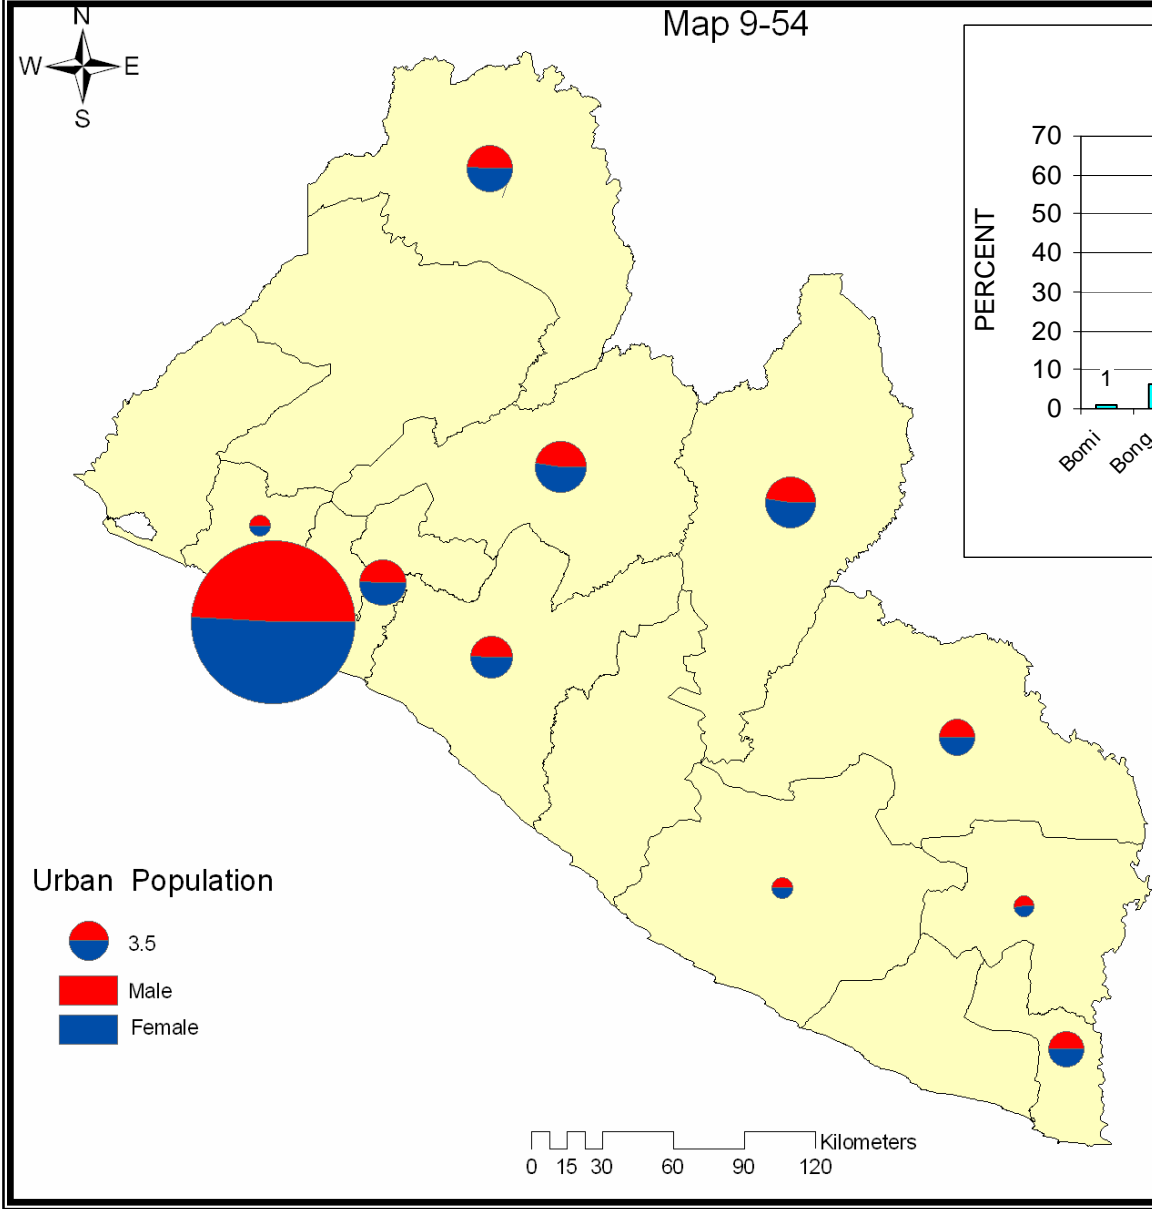 Map 9-54
N
W E
S
PERCENT
70
60
50
40
30
20
10
0
1
Bomi
Bong
Urban Population
3.5
Male
Female
Kilometers
0 15 30 60 90 120